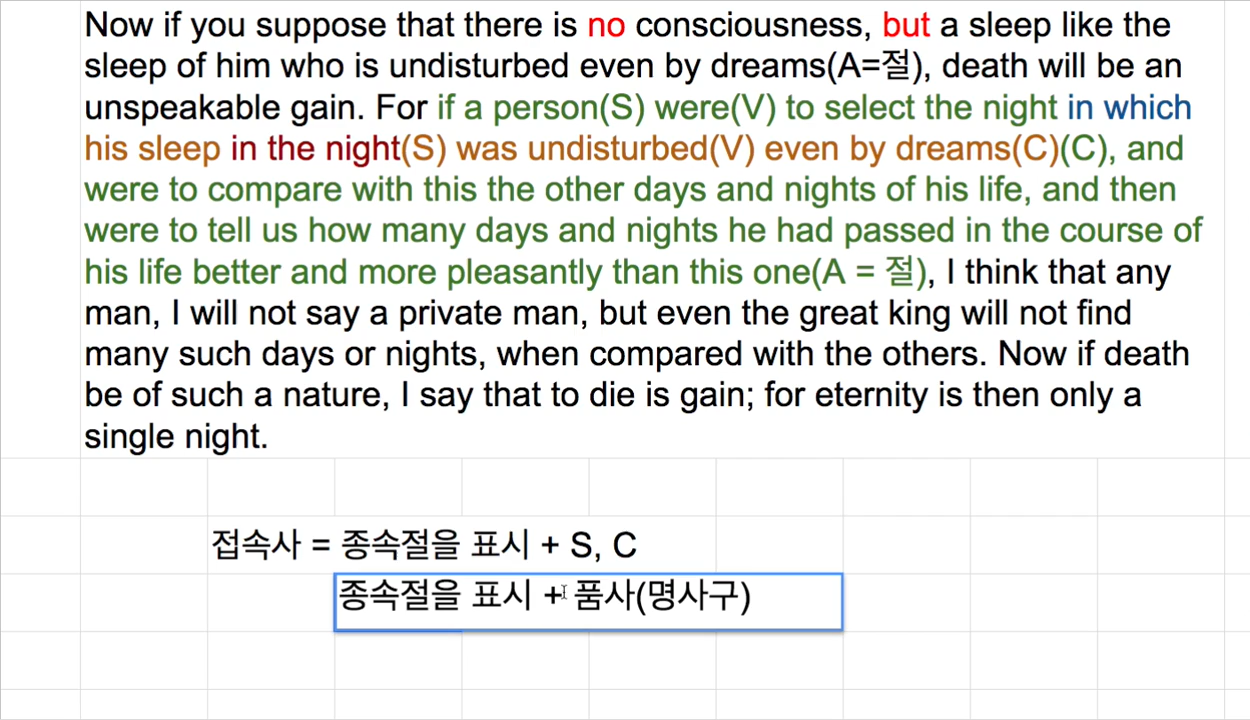 Now if you suppose that there is no consciousness, but a sleep like the
sleep of him who is undisturbed even by dreams(A=절), death will be an
unspeakable gain. For if a person(S) were(V) to select the night in which
his sleep in the night(S) was undisturbed(V) even by dreams(C)(C), and
were to compare with this the other days and nights of his life, and then
were to tell us how many days and nights he had passed in the course of
his life better and more pleasantly than this one(A = 절), I think that any
man, I will not say a private man, but even the great king will not find
many such days or nights, when compared with the others. Now if death
be of such a nature, I say that to die is gain; for eternity is then only a
single night.
접속사 = 종속절을 표시 + S, C
종속절을 표시 + 품사(명사구)